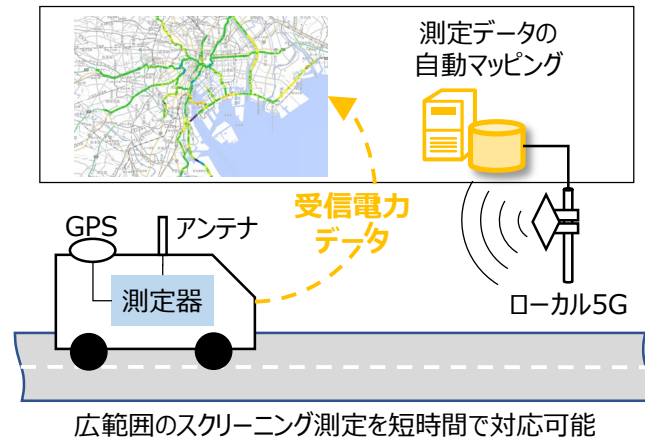 測定データの
自動マッピング
受信電力
データ
GPS
アンテナ
測定器
ローカル5G
広範囲のスクリーニング測定を短時間で対応可能